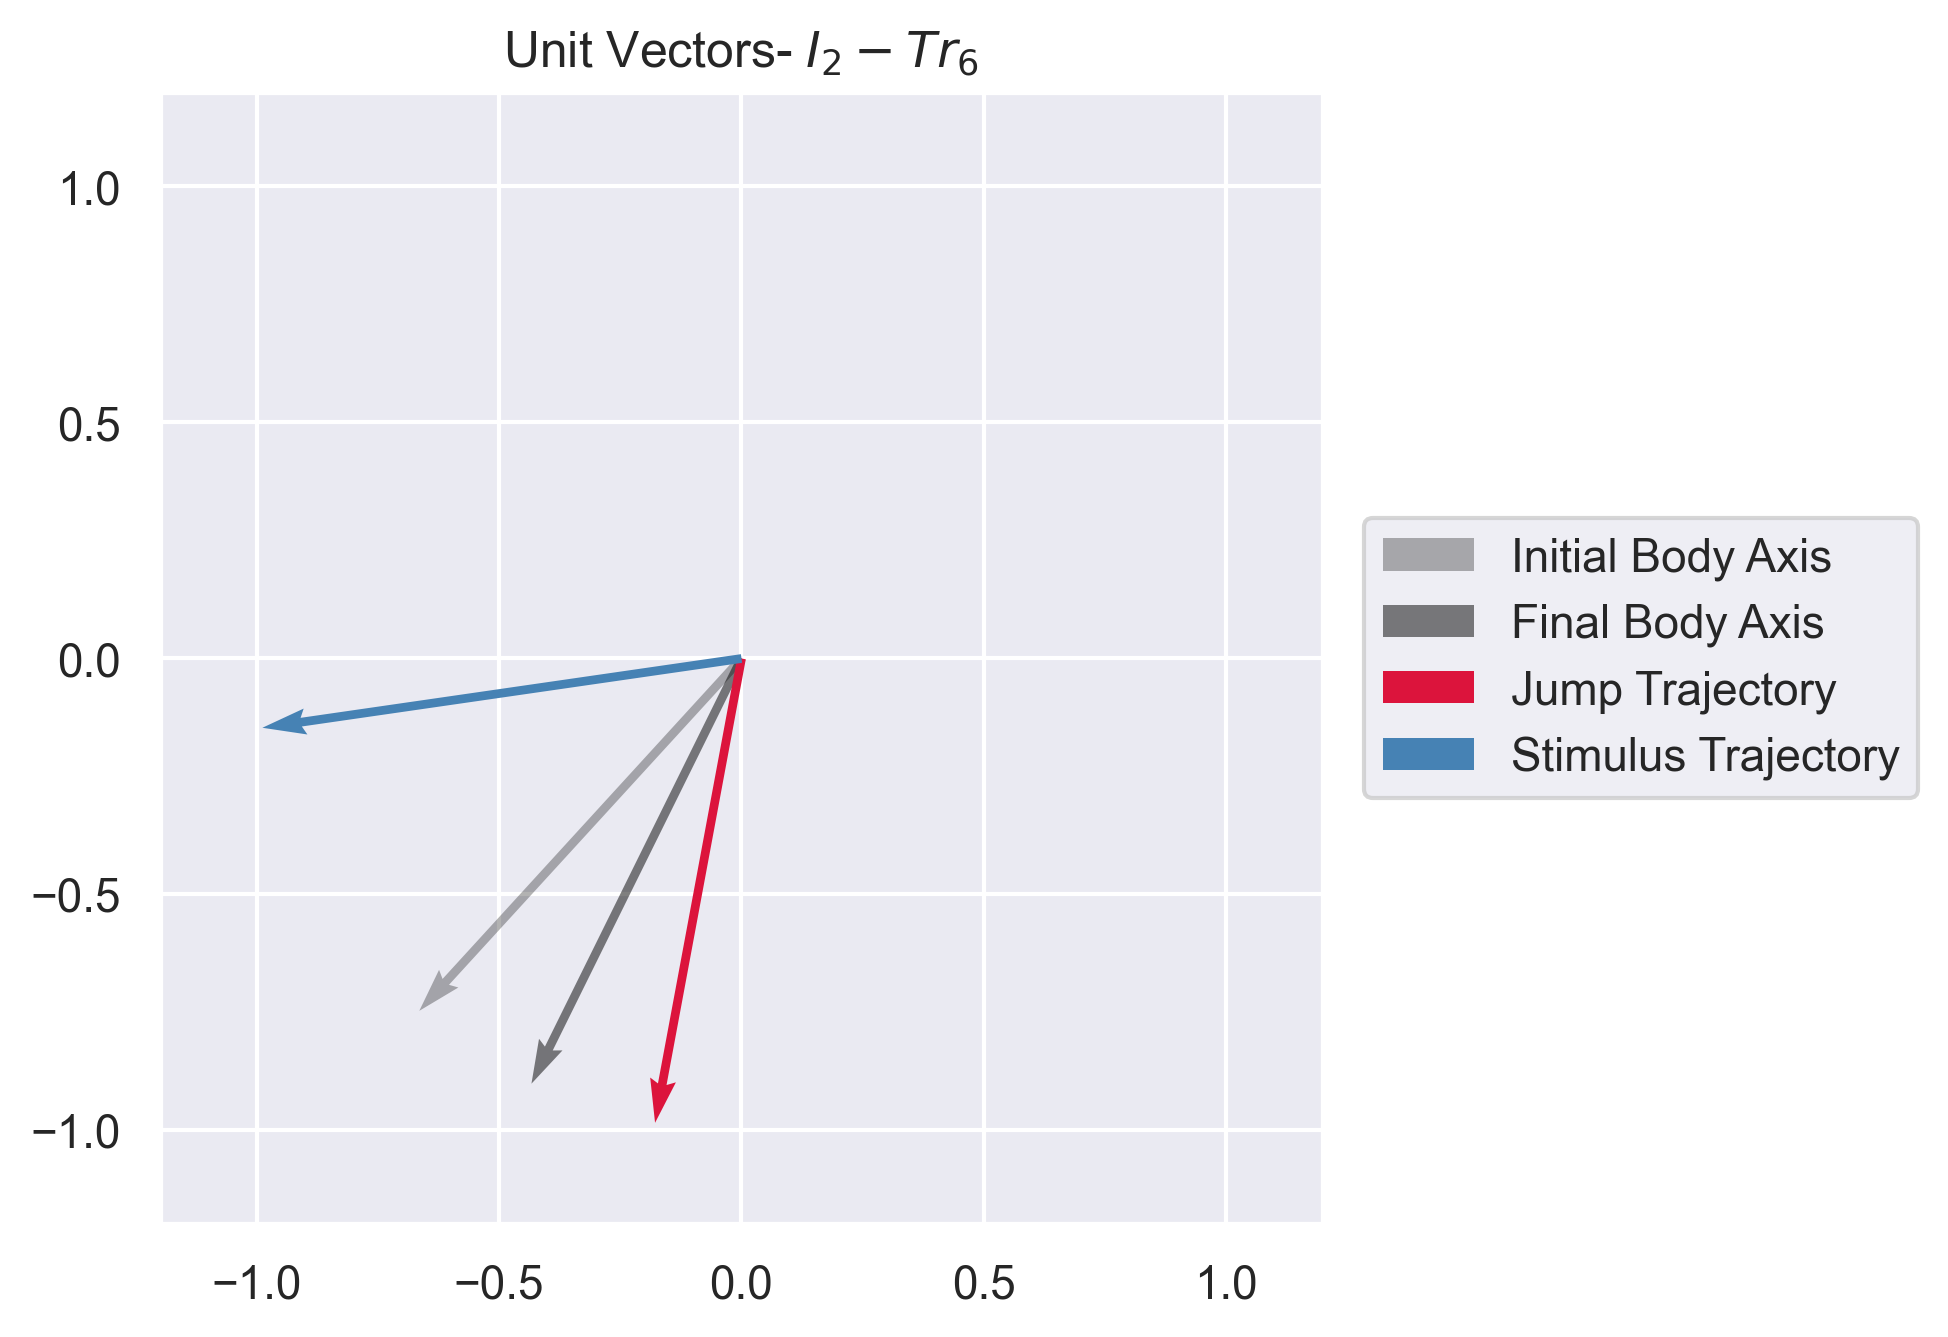 Unit Vectors- I₂ − Tr₆
1.0
0.5
0.0
−0.5
−1.0
−1.0 −0.5 0.0 0.5 1.0
Initial Body Axis
Final Body Axis
Jump Trajectory
Stimulus Trajectory